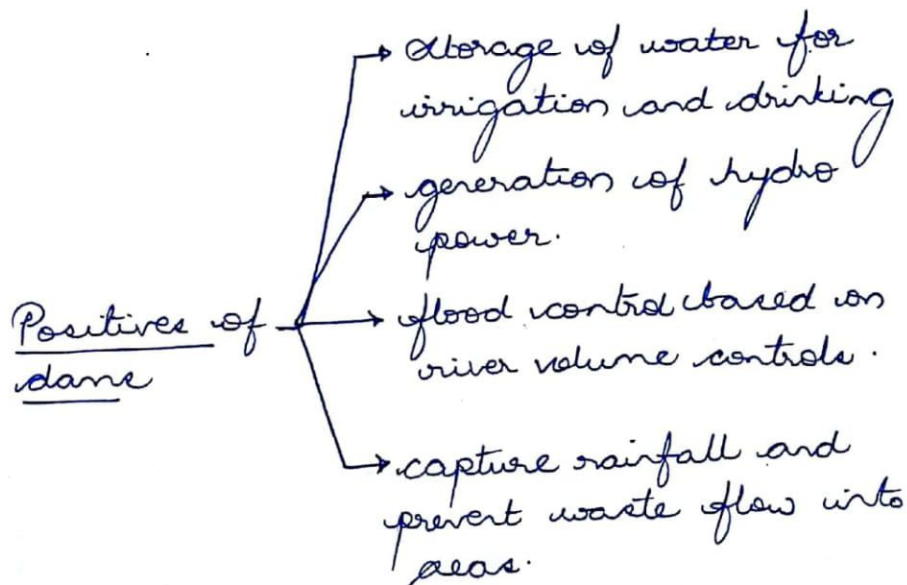 Storage of water for
irrigation and drinking
generation of hydro
power.
Positives of
dams
flood control based on
river volume controls.
capture rainfall and
prevent waste flow into
seas.